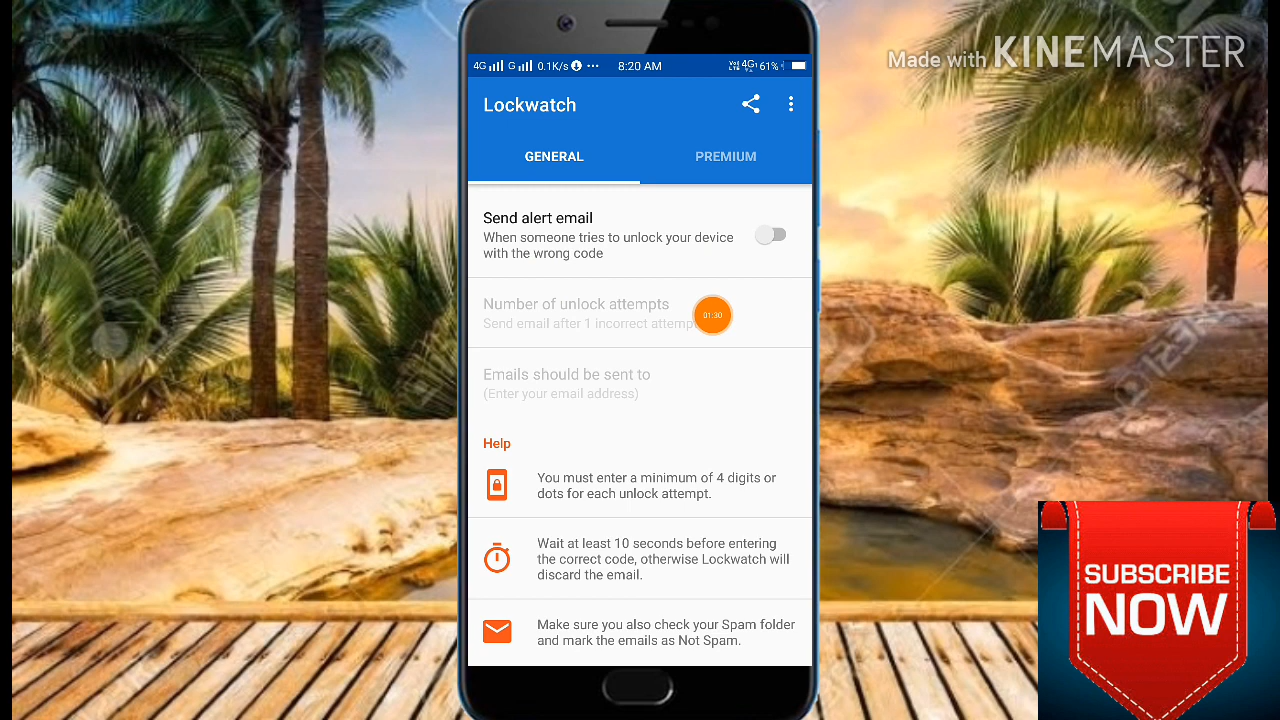 Made with KINEMASTER
4G G 0.1K/s ... 8:20 AM 4G 61%
Lockwatch
GENERAL PREMIUM
Send alert email
When someone tries to unlock your device
with the wrong code
Number of unlock attempts
Send email after 1 incorrect attemp
01:30
Emails should be sent to
(Enter your email address)
Help
You must enter a minimum of 4 digits or
dots for each unlock attempt.
Wait at least 10 seconds before entering
the correct code, otherwise Lockwatch will
discard the email.
Make sure you also check your Spam folder
and mark the emails as Not Spam.
SUBSCRIBE
NOW